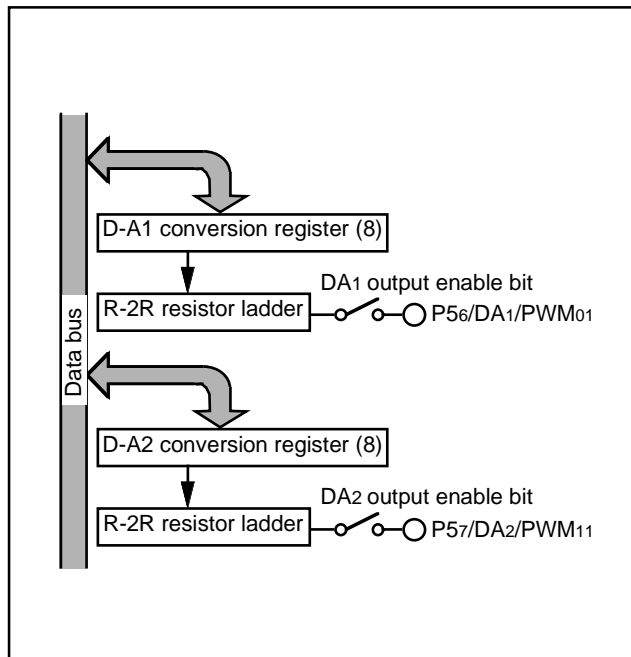 D-A1 conversion register (8)
DA1 output enable bit
R-2R resistor ladder
P56/DA1/PWM01
Data bus
D-A2 conversion register (8)
DA2 output enable bit
R-2R resistor ladder
P57/DA2/PWM11